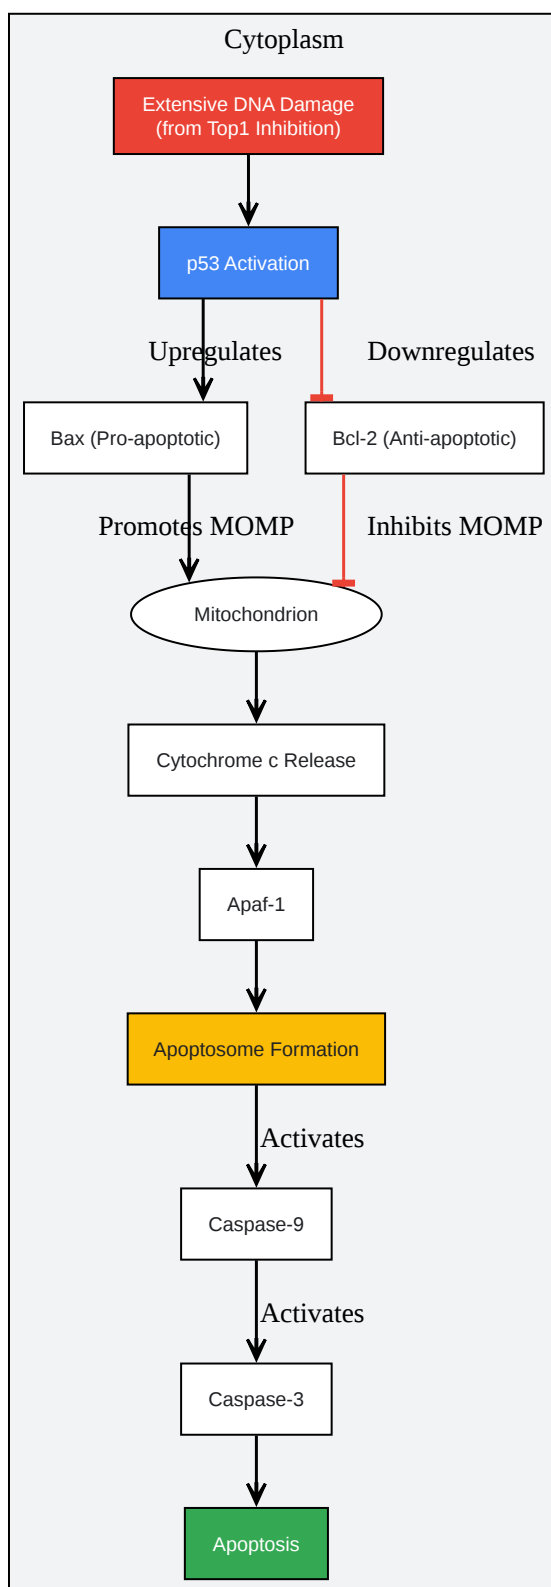 Cytoplasm
Extensive DNA Damage
(from Top1 Inhibition)
p53 Activation
Upregulates
Downregulates
Bax (Pro-apoptotic)
Bcl-2 (Anti-apoptotic)
Promotes MOMP
Inhibits MOMP
Mitochondrion
Cytochrome c Release
Apaf-1
Apoptosome Formation
Activates
Caspase-9
Activates
Caspase-3
Apoptosis